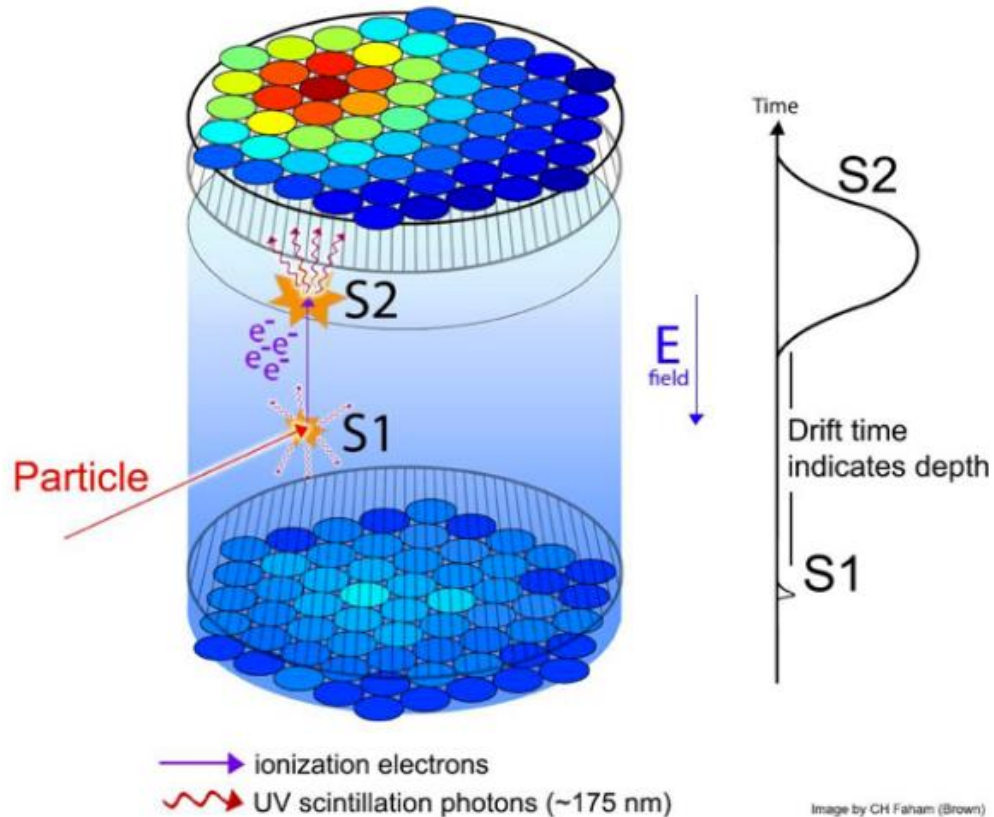 Time
S2
S2
e-
e-
e-
e-
E
field
S1
Particle
Drift time
indicates depth
S1
ionization electrons
UV scintillation photons (~175 nm)
Image by CH Faham (Brown)